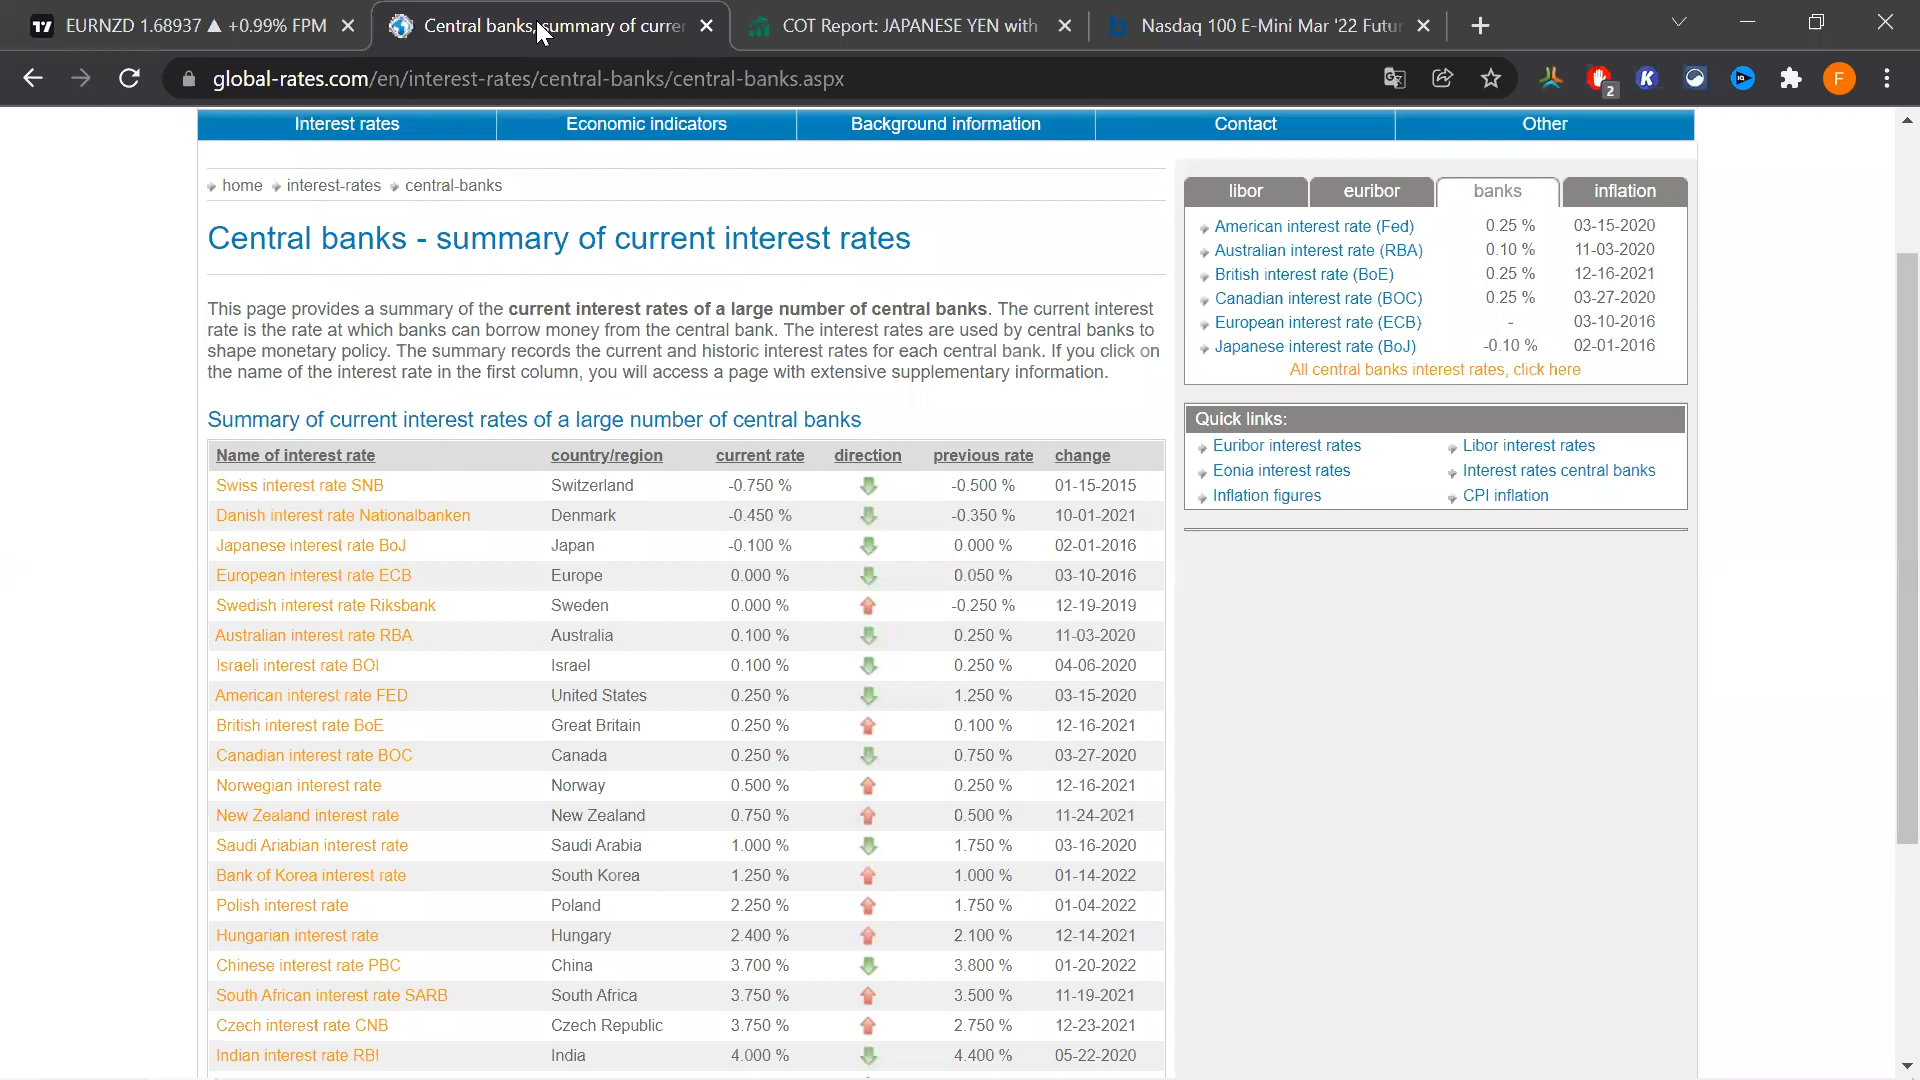 EURNZD 1.68937 ▲ +0.99% FPM
Central banks, summary of currer
COT Report: JAPANESE YEN with
Nasdaq 100 E-Mini Mar '22 Futur
global-rates.com/en/interest-rates/central-banks/central-banks.aspx
2
K
F
Interest rates
Economic indicators
Background information
Contact
Other
home interest-rates central-banks
Central banks - summary of current interest rates
This page provides a summary of the current interest rates of a large number of central banks. The current interest
rate is the rate at which banks can borrow money from the central bank. The interest rates are used by central banks to
shape monetary policy. The summary records the current and historic interest rates for each central bank. If you click on
the name of the interest rate in the first column, you will access a page with extensive supplementary information.
Summary of current interest rates of a large number of central banks
Name of interest rate country/region current rate direction previous rate change
Swiss interest rate SNB Switzerland -0.750 % -0.500 % 01-15-2015
Danish interest rate Nationalbanken Denmark -0.450 % -0.350 % 10-01-2021
Japanese interest rate BoJ Japan -0.100 % 0.000 % 02-01-2016
European interest rate ECB Europe 0.000 % 0.050 % 03-10-2016
Swedish interest rate Riksbank Sweden 0.000 % -0.250 % 12-19-2019
Australian interest rate RBA Australia 0.100 % 0.250 % 11-03-2020
Israeli interest rate BOI Israel 0.100 % 0.250 % 04-06-2020
American interest rate FED United States 0.250 % 1.250 % 03-15-2020
British interest rate BoE Great Britain 0.250 % 0.100 % 12-16-2021
Canadian interest rate BOC Canada 0.250 % 0.750 % 03-27-2020
Norwegian interest rate Norway 0.500 % 0.250 % 12-16-2021
New Zealand interest rate New Zealand 0.750 % 0.500 % 11-24-2021
Saudi Ariabian interest rate Saudi Arabia 1.000 % 1.750 % 03-16-2020
Bank of Korea interest rate South Korea 1.250 % 1.000 % 01-14-2022
Polish interest rate Poland 2.250 % 1.750 % 01-04-2022
Hungarian interest rate Hungary 2.400 % 2.100 % 12-14-2021
Chinese interest rate PBC China 3.700 % 3.800 % 01-20-2022
South African interest rate SARB South Africa 3.750 % 3.500 % 11-19-2021
Czech interest rate CNB Czech Republic 3.750 % 2.750 % 12-23-2021
Indian interest rate RBI India 4.000 % 4.400 % 05-22-2020
libor euribor banks inflation
American interest rate (Fed) 0.25 % 03-15-2020
Australian interest rate (RBA) 0.10 % 11-03-2020
British interest rate (BoE) 0.25 % 12-16-2021
Canadian interest rate (BOC) 0.25 % 03-27-2020
European interest rate (ECB) - 03-10-2016
Japanese interest rate (BoJ) -0.10 % 02-01-2016
All central banks interest rates, click here
Quick links:
Euribor interest rates Libor interest rates
Eonia interest rates Interest rates central banks
Inflation figures CPI inflation